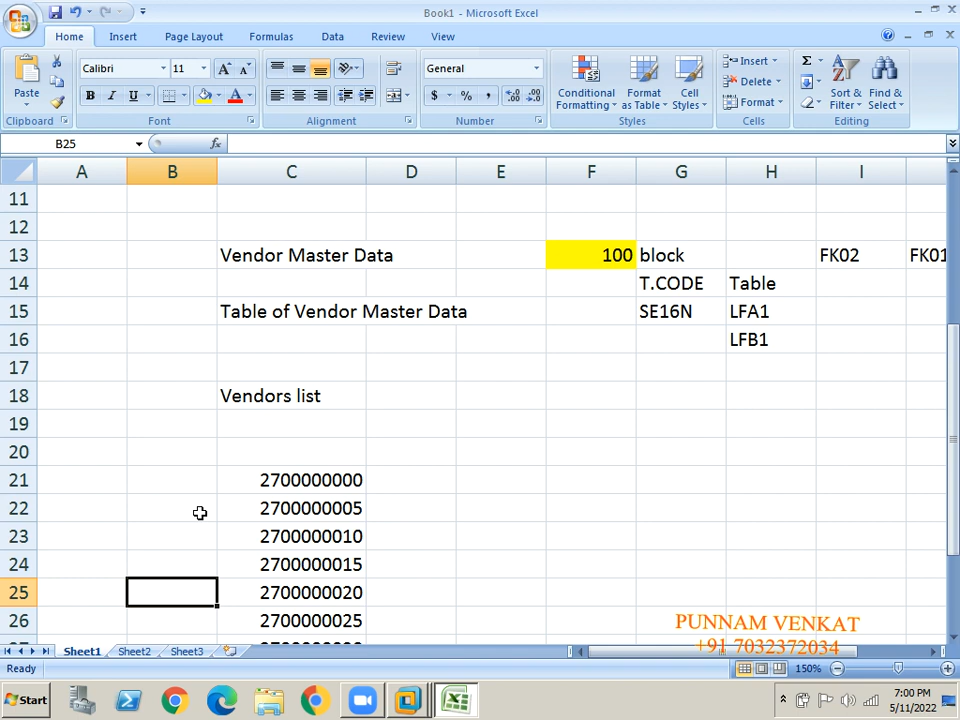 Book1 - Microsoft Excel
Home Insert Page Layout Formulas Data Review View
Paste Calibri 11 General Conditional Formatting Format as Table Cell Styles Insert Delete Format Sort & Filter Find & Select
Clipboard Font Alignment Number Styles Cells Editing
B25 fx
A B C D E F G H I
11
12
13 Vendor Master Data 100 block FK02 FK01
14 T.CODE Table
15 Table of Vendor Master Data SE16N LFA1
16 LFB1
17
18 Vendors list
19
20
21 2700000000
22 2700000005
23 2700000010
24 2700000015
25 2700000020
26 2700000025
PUNNAM VENKAT
+91 7032372034
Sheet1 Sheet2 Sheet3
Ready 150%
Start 7:00 PM
5/11/2022